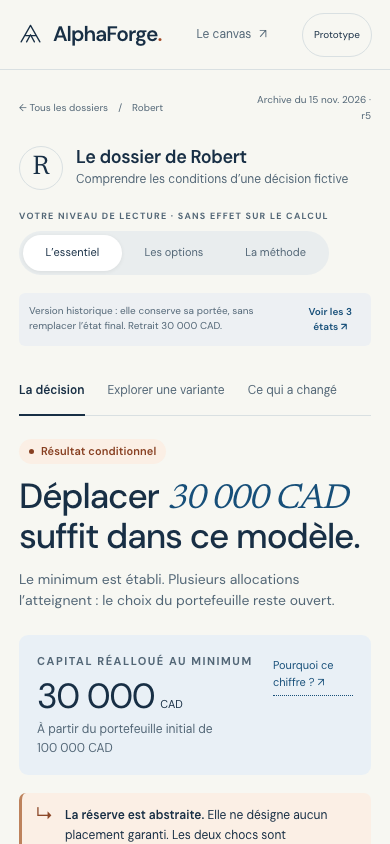 AlphaForge.
Le canvas ↗
Prototype
← Tous les dossiers / Robert
Archive du 15 nov. 2026 ·
r5
R
Le dossier de Robert
Comprendre les conditions d’une décision fictive
VOTRE NIVEAU DE LECTURE · SANS EFFET SUR LE CALCUL
L’essentiel
Les options
La méthode
Version historique : elle conserve sa portée, sans
remplacer l’état final. Retrait 30 000 CAD.
Voir les 3
états ↗
La décision
Explorer une variante
Ce qui a changé
Résultat conditionnel
Déplacer 30 000 CAD
suffit dans ce modèle.
Le minimum est établi. Plusieurs allocations
l’atteignent : le choix du portefeuille reste ouvert.
CAPITAL RÉALLOUÉ AU MINIMUM
30 000 CAD
À partir du portefeuille initial de
100 000 CAD
Pourquoi ce
chiffre ? ↗
La réserve est abstraite. Elle ne désigne aucun
placement garanti. Les deux chocs sont